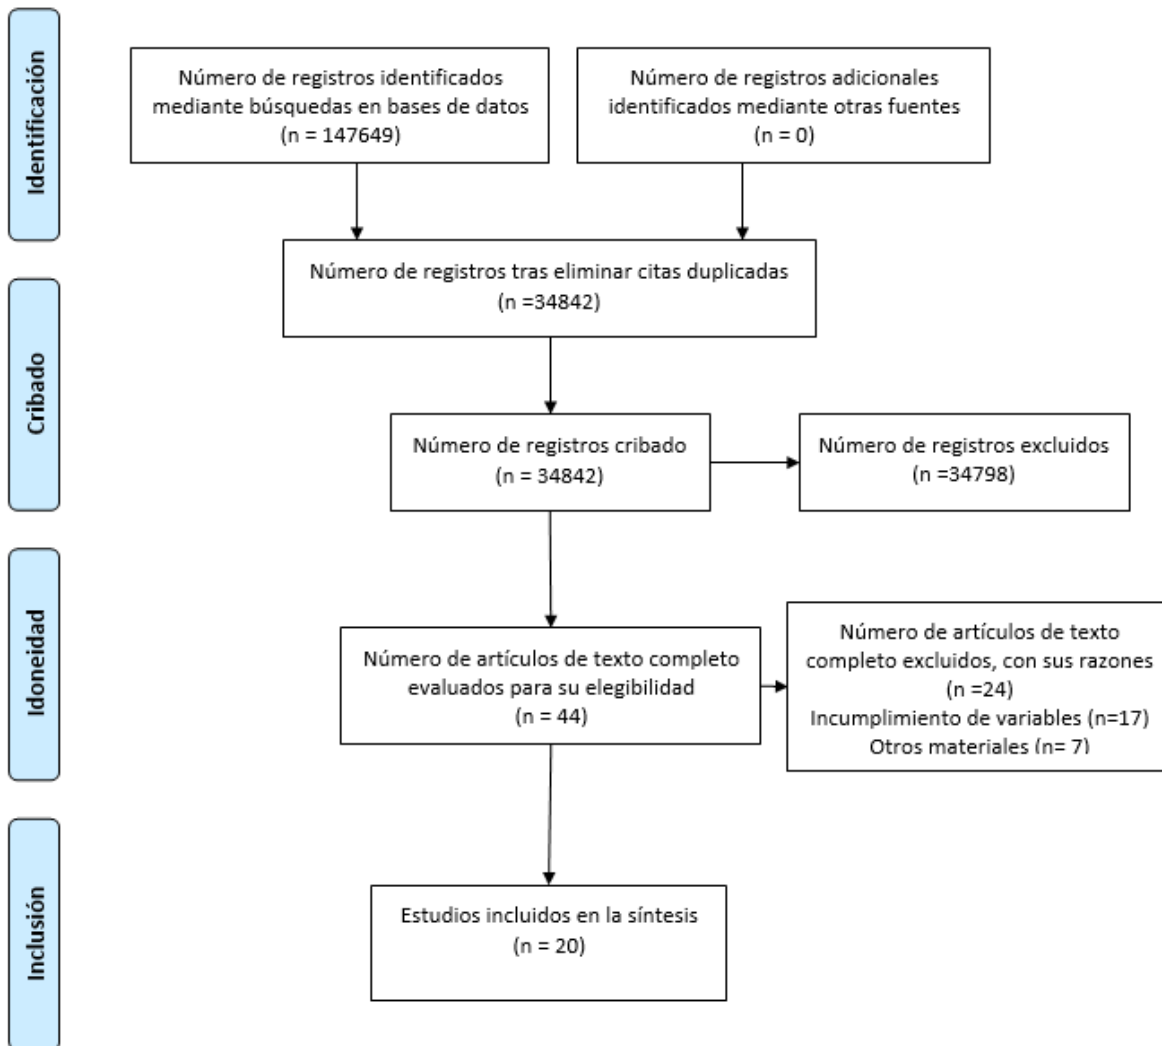 Identificación
Número de registros identificados
mediante búsquedas en bases de datos
(n = 147649)
Número de registros adicionales
identificados mediante otras fuentes
(n = 0)
Número de registros tras eliminar citas duplicadas
(n =34842)
Cribado
Número de registros cribado
(n = 34842)
Número de registros excluidos
(n =34798)
Idoneidad
Número de artículos de texto completo
evaluados para su elegibilidad
(n = 44)
Número de artículos de texto
completo excluidos, con sus razones
(n =24)
Incumplimiento de variables (n=17)
Otros materiales (n= 7)
Inclusión
Estudios incluidos en la síntesis
(n = 20)